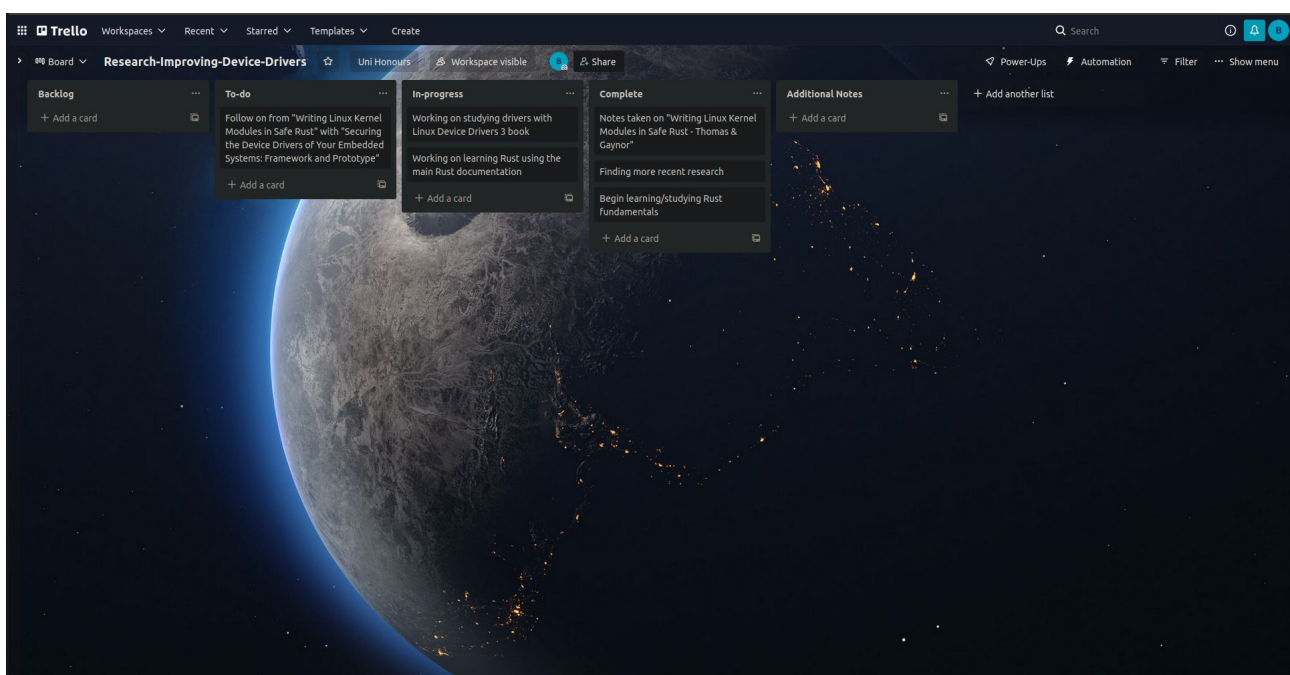 Trello Workspaces Recent Starred Templates Create Search B
Board Research-Improving-Device-Drivers Uni Honours Workspace visible B Share Power-Ups Automation Filter Show menu
Backlog
+ Add a card
To-do
Follow on from "Writing Linux Kernel
Modules in Safe Rust" with "Securing
the Device Drivers of Your Embedded
Systems: Framework and Prototype"
+ Add a card
In-progress
Working on studying drivers with
Linux Device Drivers 3 book
Working on learning Rust using the
main Rust documentation
+ Add a card
Complete
Notes taken on "Writing Linux Kernel
Modules in Safe Rust - Thomas &
Gaynor"
Finding more recent research
Begin learning/studying Rust
fundamentals
+ Add a card
Additional Notes
+ Add a card
+ Add another list